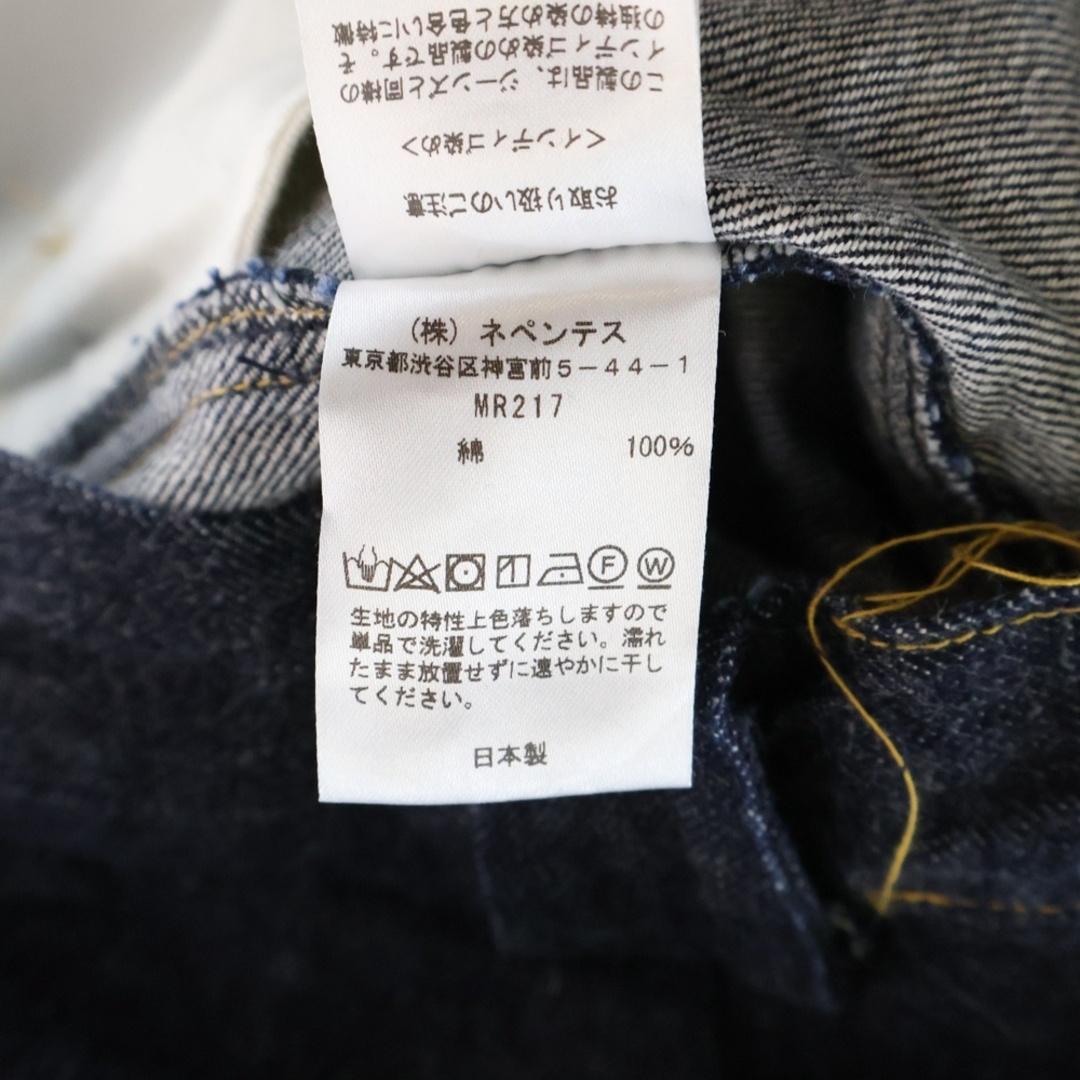 お取り扱いのご注意
<インディゴ染め>
この製品は、ジーンズと同様の
インディゴ染めの製品です。そ
の独特の染め方と色合いに特徴
(株) ネペンテス
東京都渋谷区神宮前5-44-1
MR217
綿 100%
F W
生地の特性上色落ちしますので
単品で洗濯してください。濡れ
たまま放置せずに速やかに干し
てください。
日本製